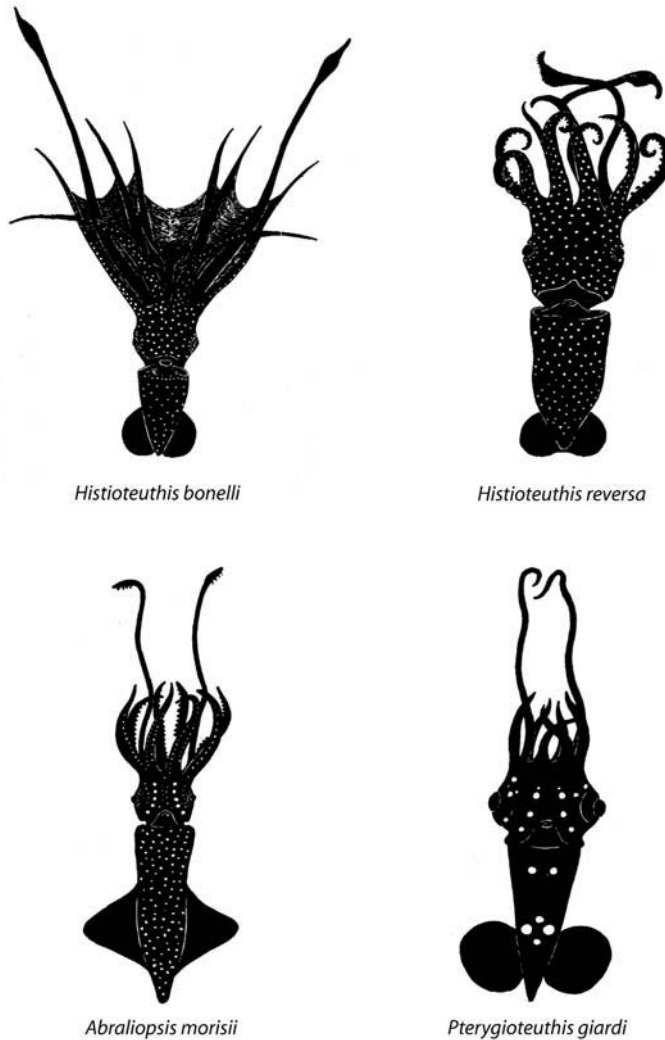 Histioteuthis bonelli
Histioteuthis reversa
Abraliopsis morisii
Pterygioteuthis giardi